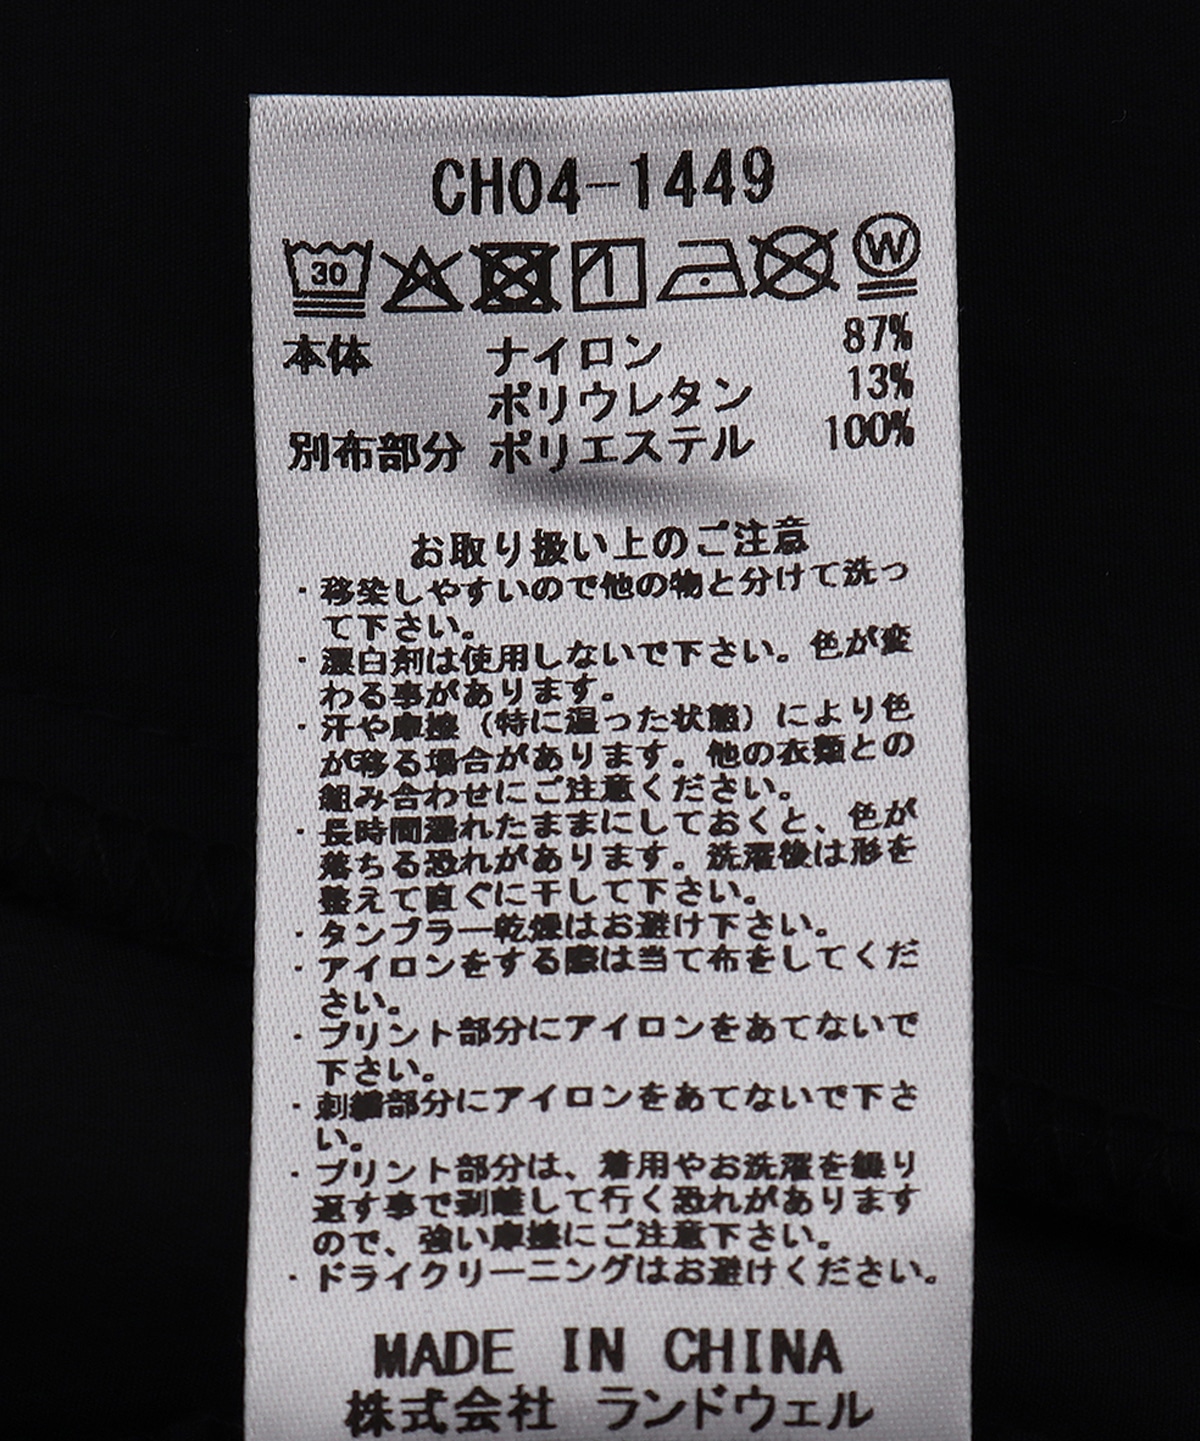 CH04-1449
30 W
本体 ナイロン 87%
ポリウレタン 13%
別布部分 ポリエステル 100%
お取り扱い上のご注意
・移染しやすいので他の物と分けて洗っ
て下さい。
・漂白剤は使用しないで下さい。色が変
わる事があります。
・汗や摩擦（特に湿った状態）により色
が移る場合があります。他の衣類との
組み合わせにご注意ください。
・長時間濡れたままにしておくと、色が
落ちる恐れがあります。洗濯後は形を
整えて直ぐに干して下さい。
・タンブラー乾燥はお避け下さい。
・アイロンをする際は当て布をしてくだ
さい。
・プリント部分にアイロンをあてないで
下さい。
・刺繍部分にアイロンをあてないで下さ
い。
・プリント部分は、着用やお洗濯を繰り
返す事で剥離して行く恐れがあります
ので、強い摩擦にご注意下さい。
・ドライクリーニングはお避けください。
MADE IN CHINA
株式会社 ランドウェル